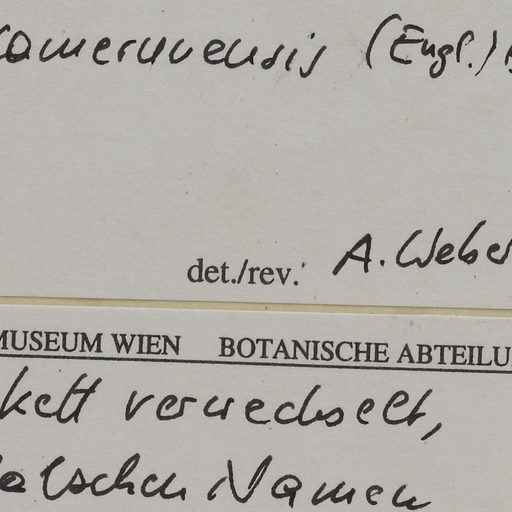 kamerunensis (Engl.)
det./rev. A. Weber
MUSEUM WIEN BOTANISCHE ABTEILU
kett verwechselt,
falschen Namen